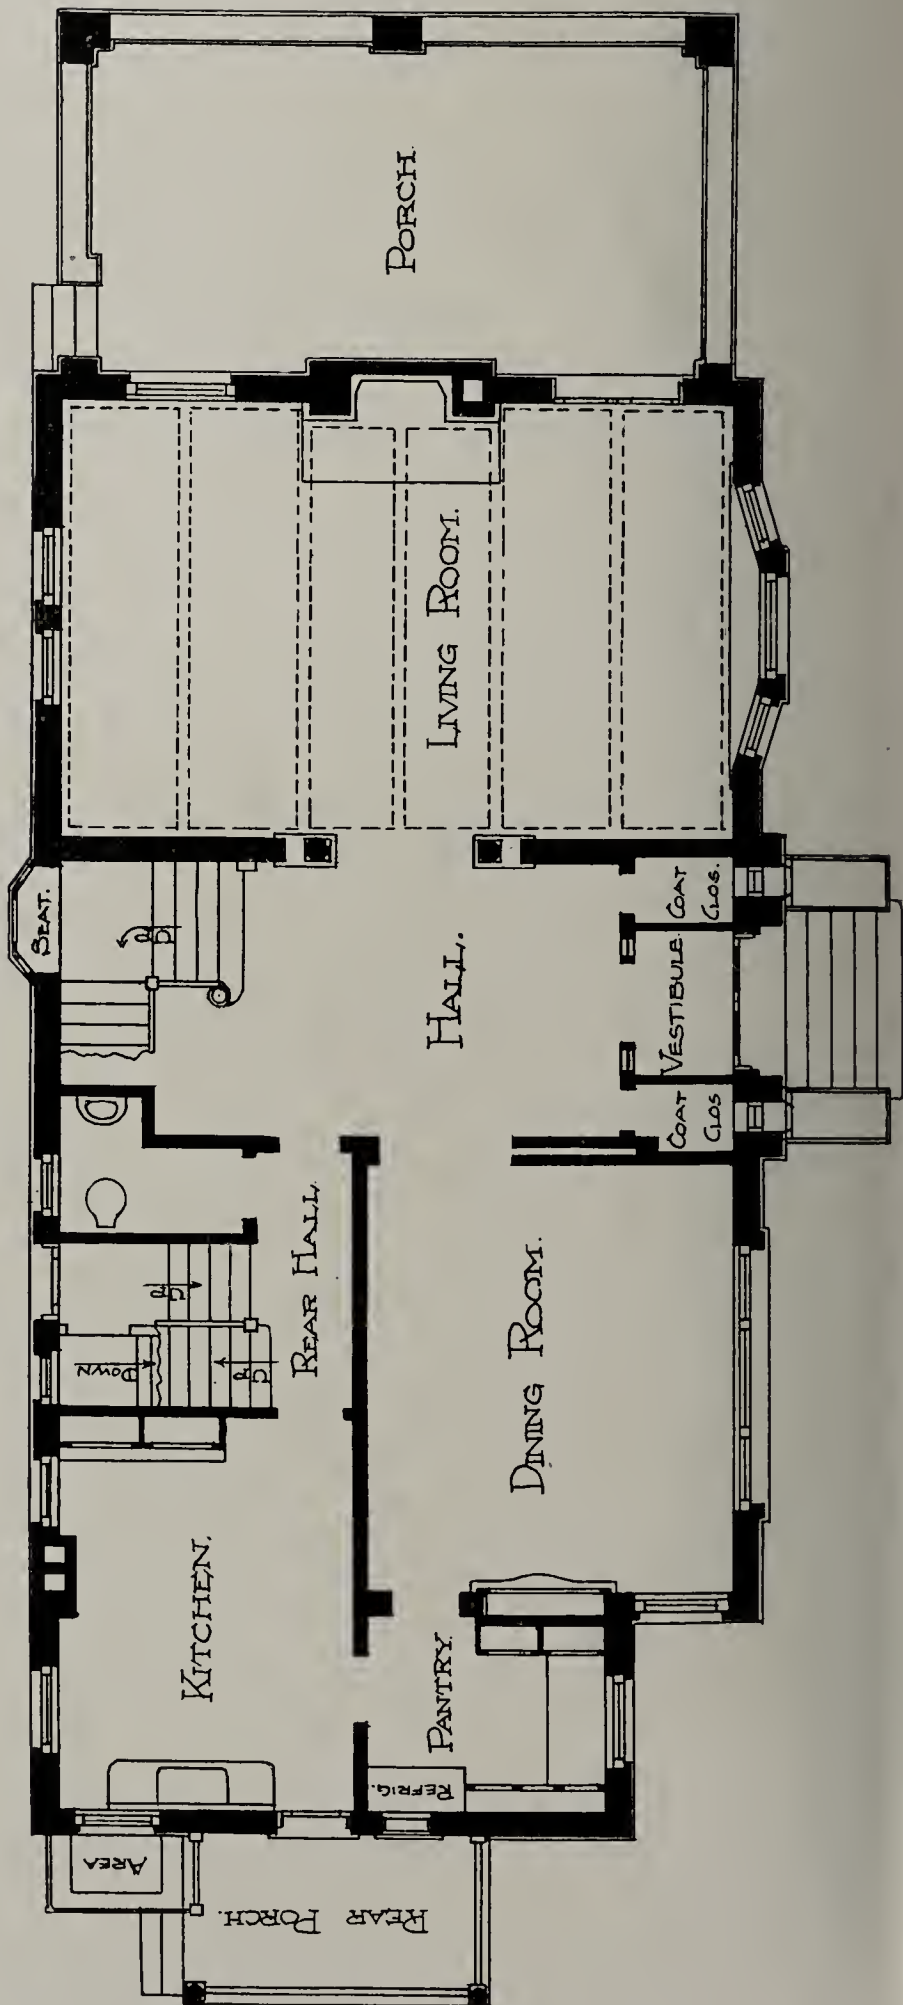 PORCH.
LIVING ROOM.
SEAT.
UP
HALL.
COAT
CLOS.
VESTIBULE.
COAT
CLOS
REAR HALL.
UP
DOWN
UP
DINING ROOM.
KITCHEN.
PANTRY.
REFRIG.
AREA
REAR PORCH.